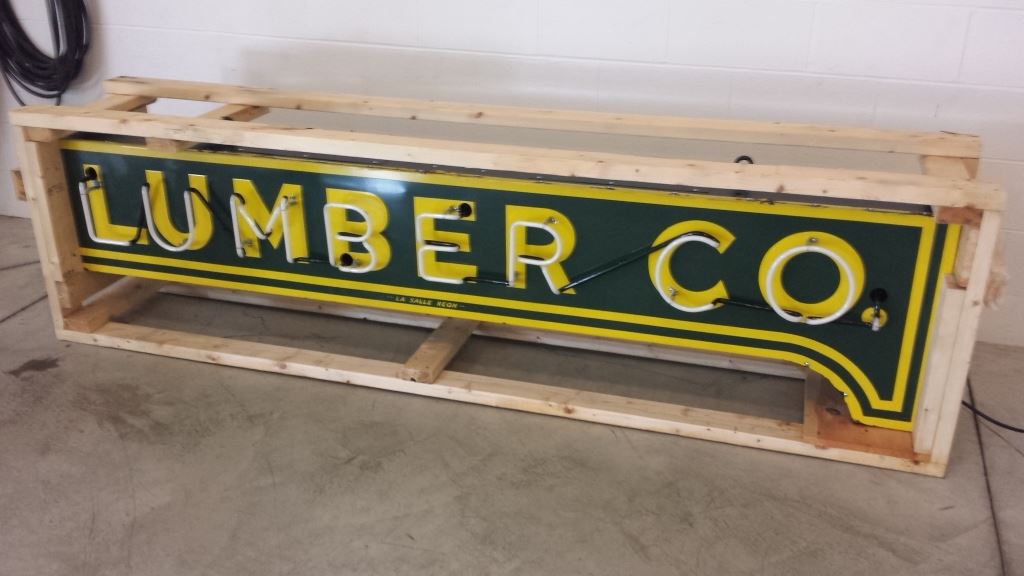 LUMBER CO.
LA SALLE NEON